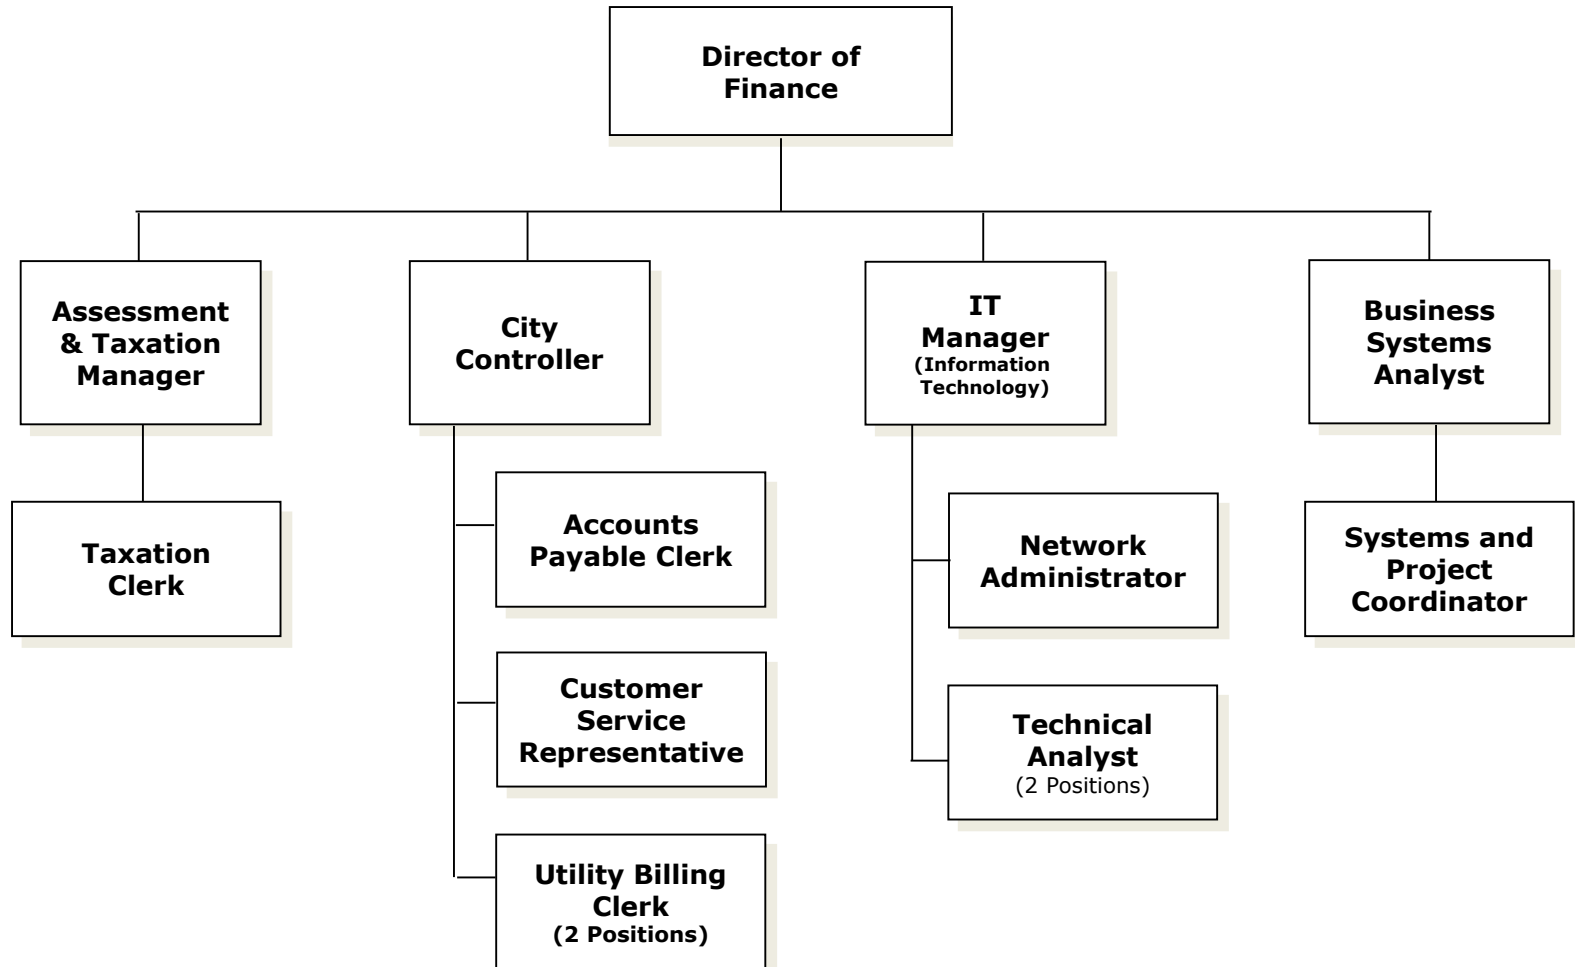 Director of
Finance
Assessment
& Taxation
Manager
City
Controller
IT
Manager
(Information
Technology)
Business
Systems
Analyst
Taxation
Clerk
Accounts
Payable Clerk
Customer
Service
Representative
Utility Billing
Clerk
(2 Positions)
Network
Administrator
Technical
Analyst
(2 Positions)
Systems and
Project
Coordinator